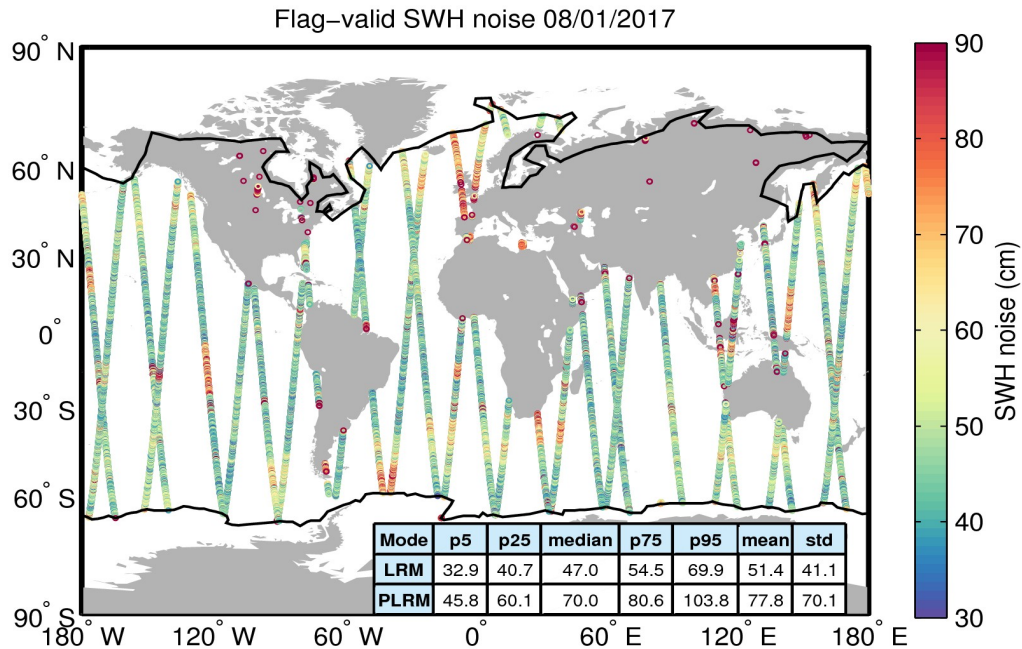 Flag−valid SWH noise 08/01/2017
90° N
60° N
30° N
0°
30° S
60° S
90° S
180° W
120° W
60° W
0°
60° E
120° E
180° E
Mode p5 p25 median p75 p95 mean std
LRM 32.9 40.7 47.0 54.5 69.9 51.4 41.1
PLRM 45.8 60.1 70.0 80.6 103.8 77.8 70.1
90
80
70
60
50
40
30
SWH noise (cm)